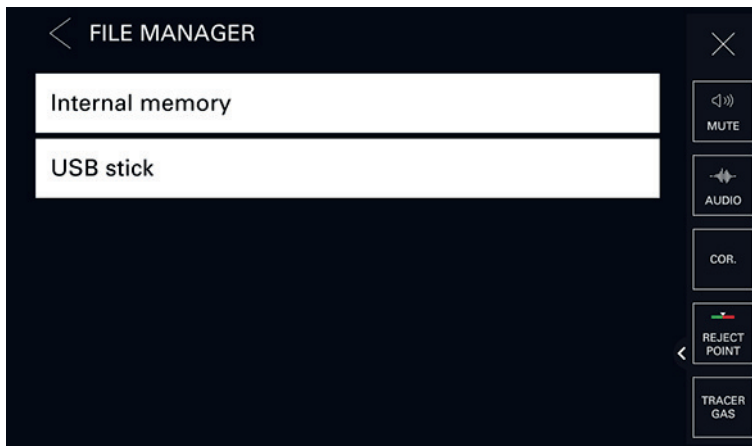 FILE MANAGER
Internal memory
USB stick
MUTE
AUDIO
COR.
REJECT
POINT
TRACER
GAS